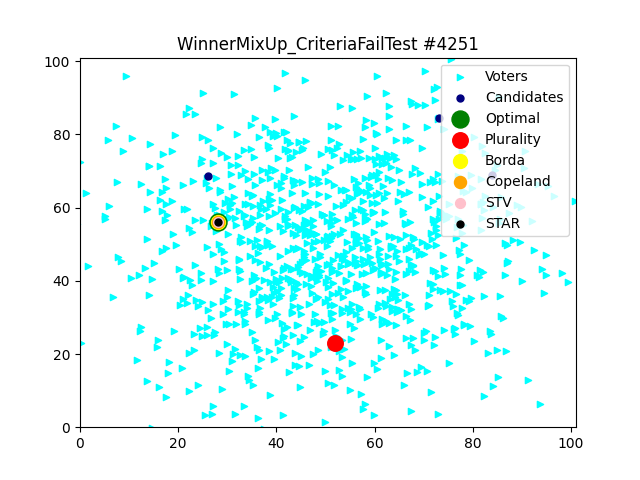 WinnerMixUp_CriteriaFailTest #4251
100
80
60
40
20
0
0
20
40
60
80
100
Voters
Candidates
Optimal
Plurality
Borda
Copeland
STV
STAR